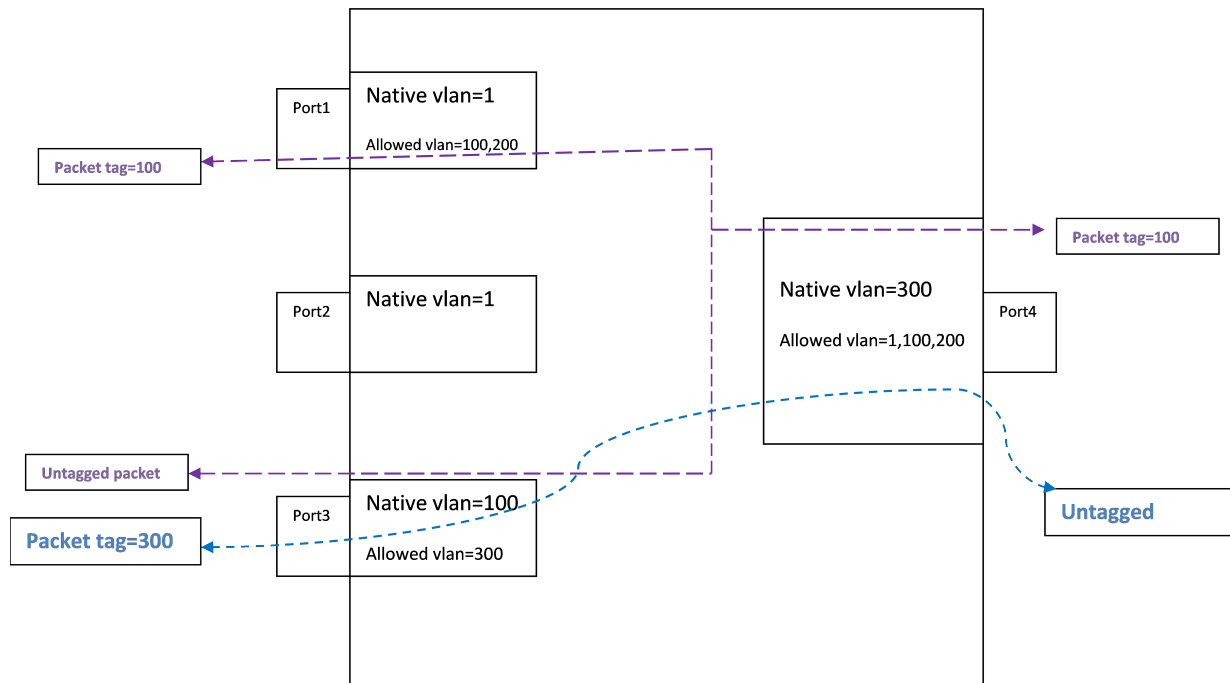 Native vlan=1
Port1
Allowed vlan=100,200
Packet tag=100
Packet tag=100
Native vlan=300
Native vlan=1
Port2
Port4
Allowed vlan=1,100,200
Untagged packet
Native vlan=100
Port3
Untagged
Packet tag=300
Allowed vlan=300